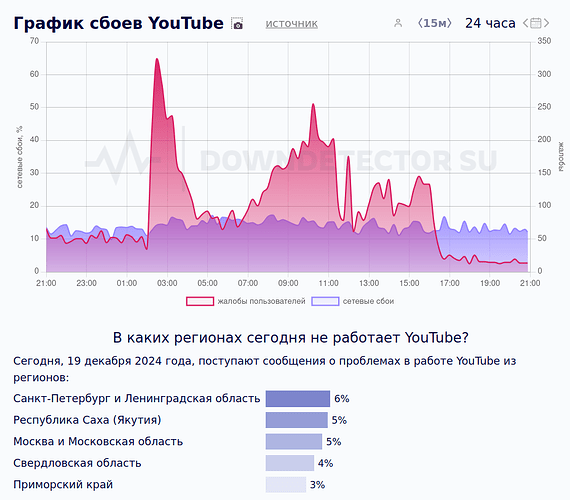 График сбоев YouTube
источник
15м
24 часа
70
60
50
40
30
20
10
0
350
300
250
200
150
100
50
0
сетевые сбои, %
жалобы
DOWNDETECTOR SU
21:00 23:00 01:00 03:00 05:00 07:00 09:00 11:00 13:00 15:00 17:00 19:00 21:00
жалобы пользователей
сетевые сбои
В каких регионах сегодня не работает YouTube?
Сегодня, 19 декабря 2024 года, поступают сообщения о проблемах в работе YouTube из
регионов:
Санкт-Петербург и Ленинградская область 6%
Республика Саха (Якутия) 5%
Москва и Московская область 5%
Свердловская область 4%
Приморский край 3%